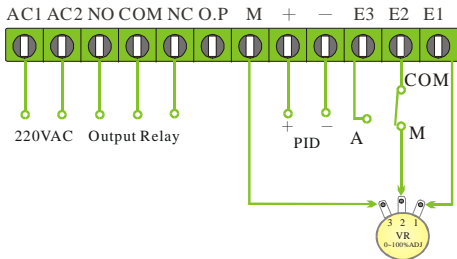 AC1 AC2 NO COM NC O.P M + − E3 E2 E1
COM
+ −
220VAC Output Relay PID A M
3 2 1
VR
0~100%ADJ